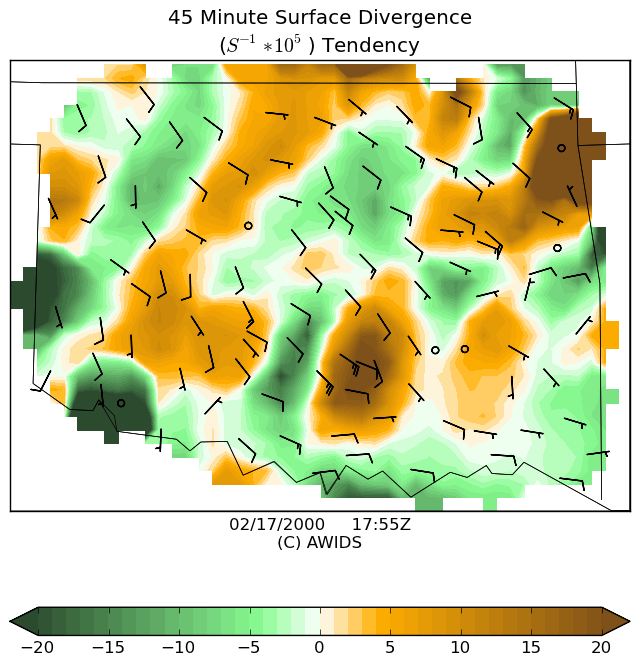 45 Minute Surface Divergence
(S⁻¹ *10⁵ ) Tendency
02/17/2000 17:55Z
(C) AWIDS
−20 −15 −10 −5 0 5 10 15 20